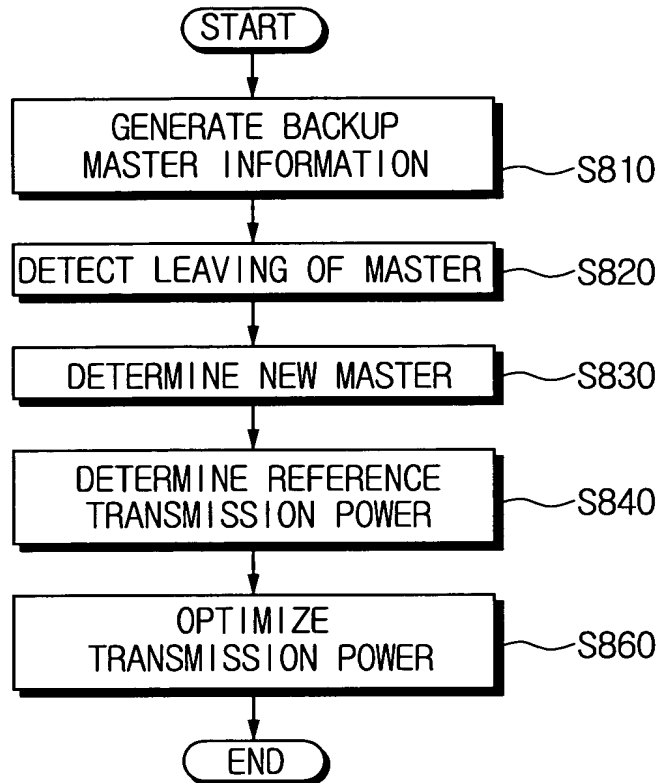 START
GENERATE BACKUP
MASTER INFORMATION
S810
DETECT LEAVING OF MASTER
S820
DETERMINE NEW MASTER
S830
DETERMINE REFERENCE
TRANSMISSION POWER
S840
OPTIMIZE
TRANSMISSION POWER
S860
END